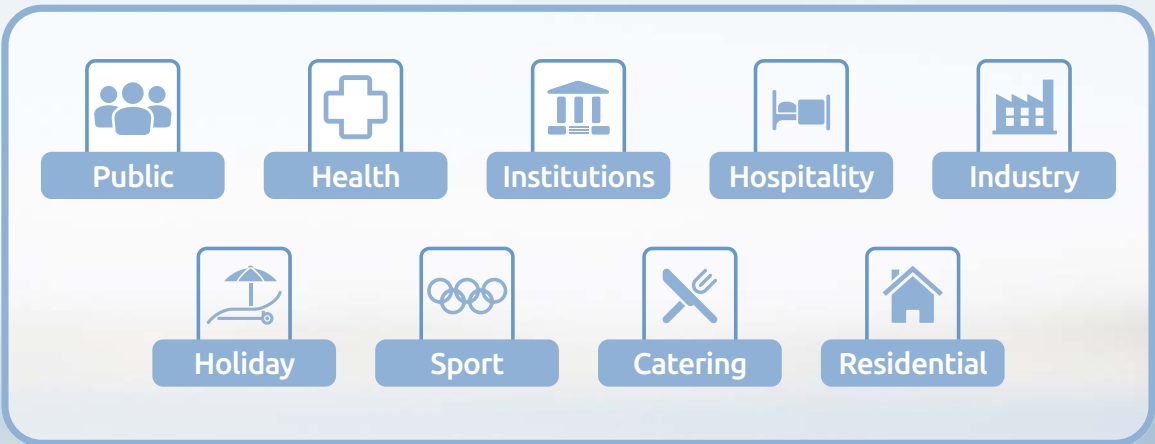 Public
Health
Institutions
Hospitality
Industry
Holiday
Sport
Catering
Residential